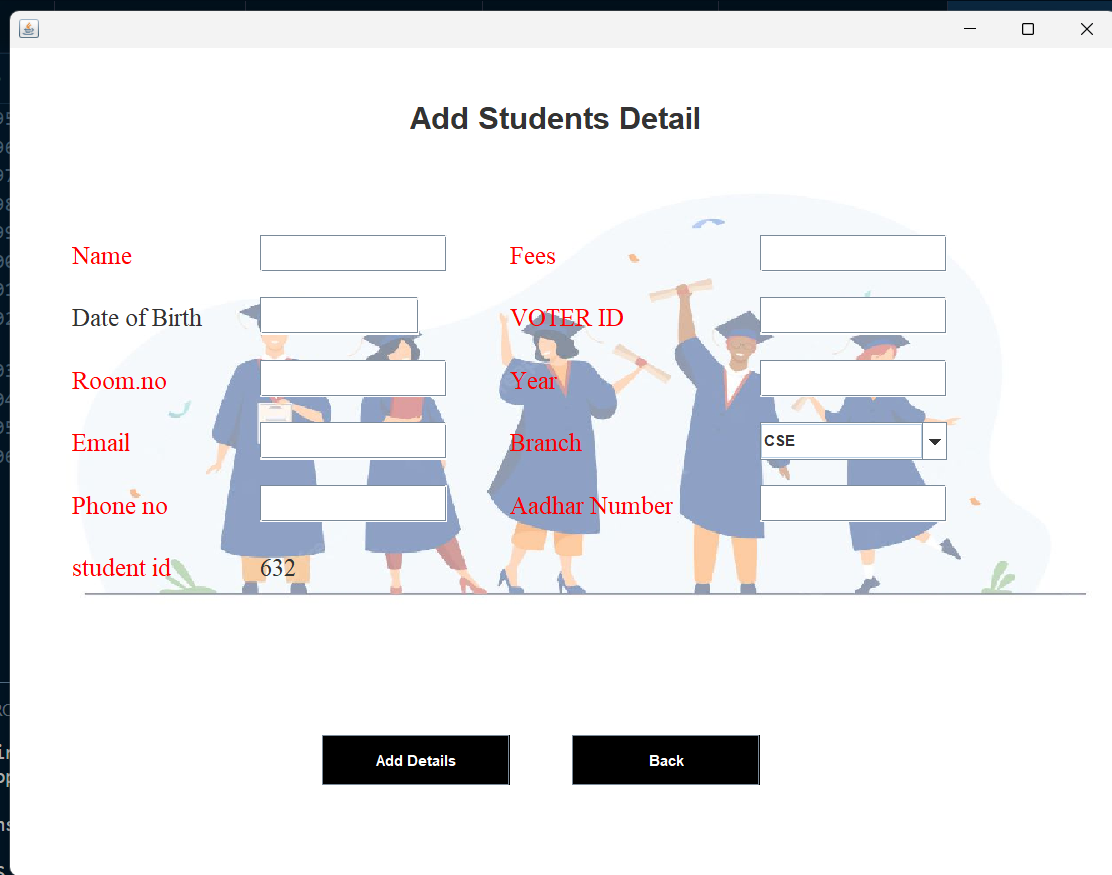 Add Students Detail
Name
Fees
Date of Birth
VOTER ID
Room.no
Year
Email
Branch
CSE
Phone no
Aadhar Number
student id
632
Add Details
Back